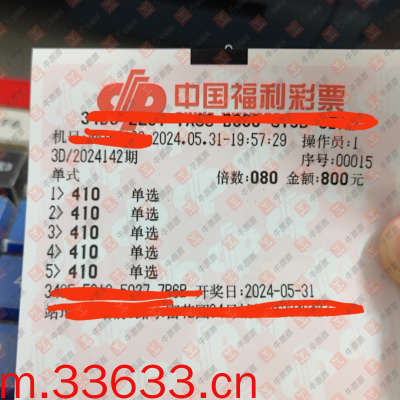 中国福利彩票
2024.05.31-19:57:29 操作员:1
3D/2024142期 序号:00015
单式 倍数:080 金额:800元
1> 410 单选
2> 410 单选
3> 410 单选
4> 410 单选
5> 410 单选
开奖日:2024-05-31
m.33633.cn